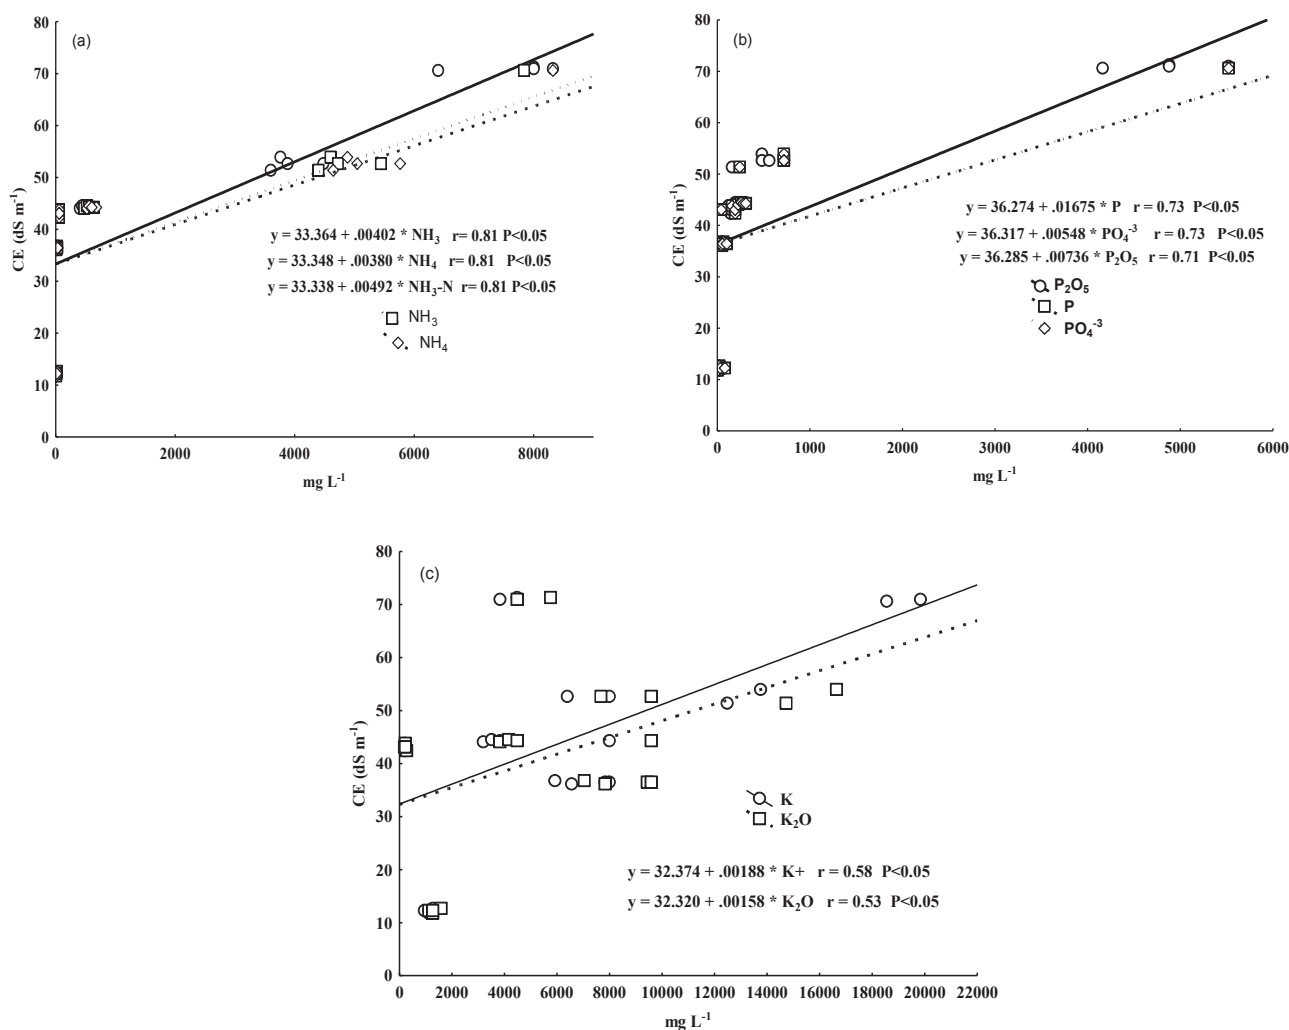 (a)
80
70
60
50
40
30
20
10
0
CE (dS m⁻¹)
y = 33.364 + .00402 * NH₃ r= 0.81 P<0.05
y = 33.348 + .00380 * NH₄ r= 0.81 P<0.05
y = 33.338 + .00492 * NH₃-N r= 0.81 P<0.05
NH₃
NH₄
0 2000 4000 6000 8000
mg L⁻¹
(b)
80
70
60
50
40
30
20
10
0
CE (dS m⁻¹)
y = 36.274 + .01675 * P r = 0.73 P<0.05
y = 36.317 + .00548 * PO₄⁻³ r = 0.73 P<0.05
y = 36.285 + .00736 * P₂O₅ r = 0.71 P<0.05
P₂O₅
P
PO₄⁻³
0 1000 2000 3000 4000 5000 6000
mg L⁻¹
(c)
80
70
60
50
40
30
20
10
0
CE (dS m⁻¹)
K
K₂O
y = 32.374 + .00188 * K+ r = 0.58 P<0.05
y = 32.320 + .00158 * K₂O r = 0.53 P<0.05
0 2000 4000 6000 8000 10000 12000 14000 16000 18000 20000 22000
mg L⁻¹